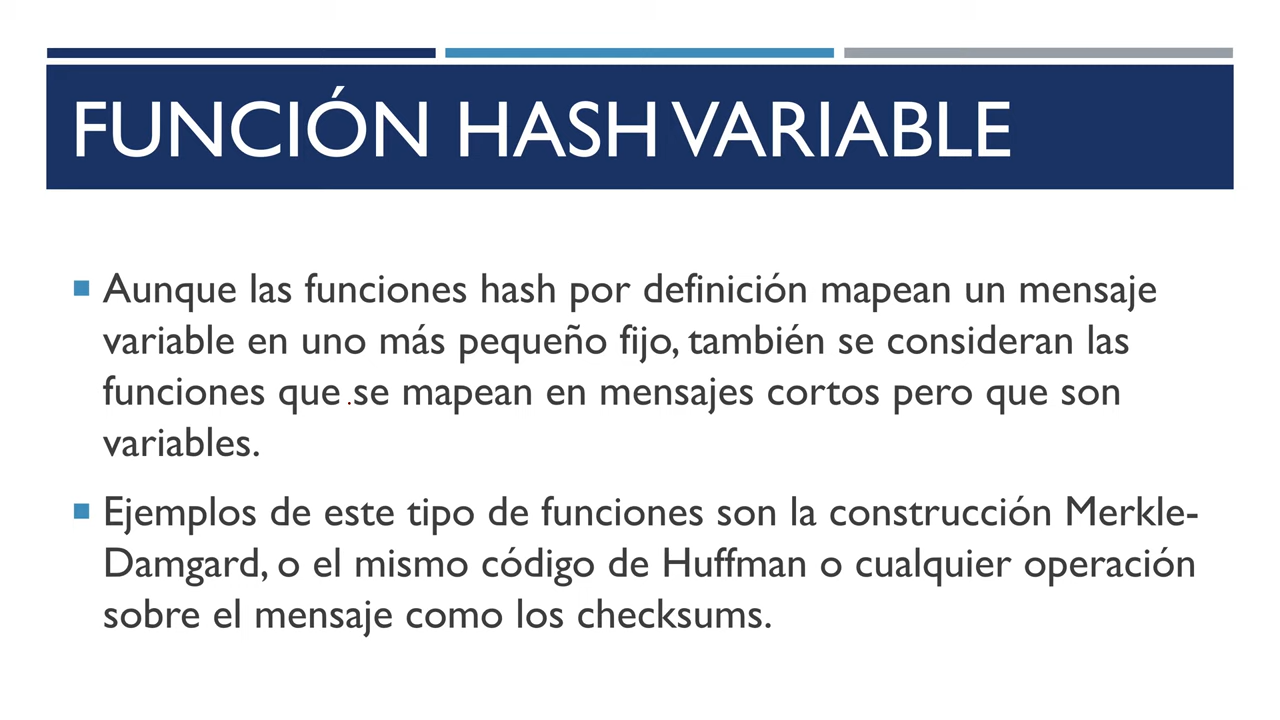 FUNCIÓN HASH VARIABLE
Aunque las funciones hash por definición mapean un mensaje
variable en uno más pequeño fijo, también se consideran las
funciones que se mapean en mensajes cortos pero que son
variables.
Ejemplos de este tipo de funciones son la construcción Merkle-
Damgard, o el mismo código de Huffman o cualquier operación
sobre el mensaje como los checksums.